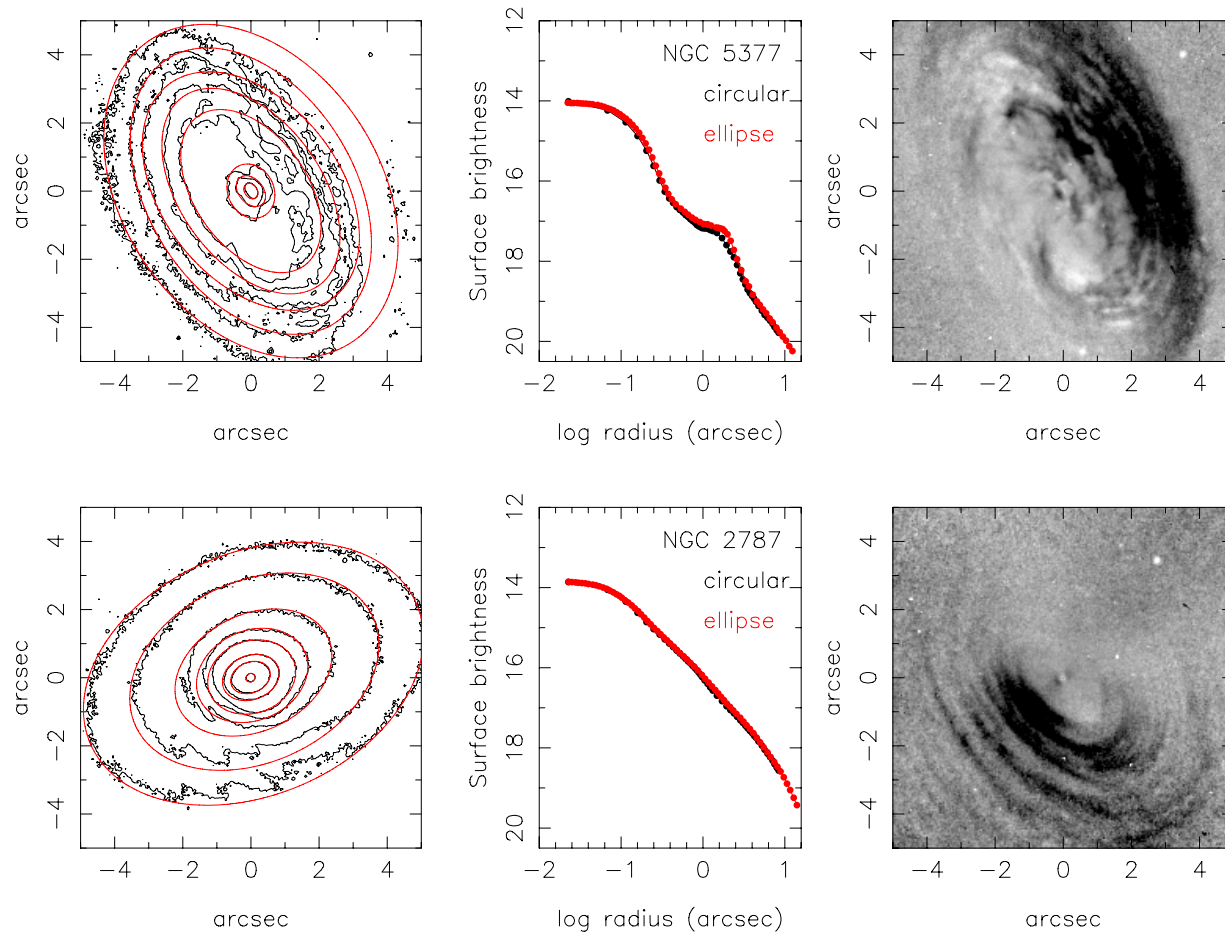 12
14
16
18
20
Surface brightness
NGC 5377
circular
ellipse
−2 −1 0 1
log radius (arcsec)
4
2
0
−2
−4
arcsec
−4 −2 0 2 4
arcsec
4
2
0
−2
−4
arcsec
−4 −2 0 2 4
arcsec
4
2
0
−2
−4
arcsec
−4 −2 0 2 4
arcsec
12
14
16
18
20
Surface brightness
NGC 2787
circular
ellipse
−2 −1 0 1
log radius (arcsec)
4
2
0
−2
−4
arcsec
−4 −2 0 2 4
arcsec